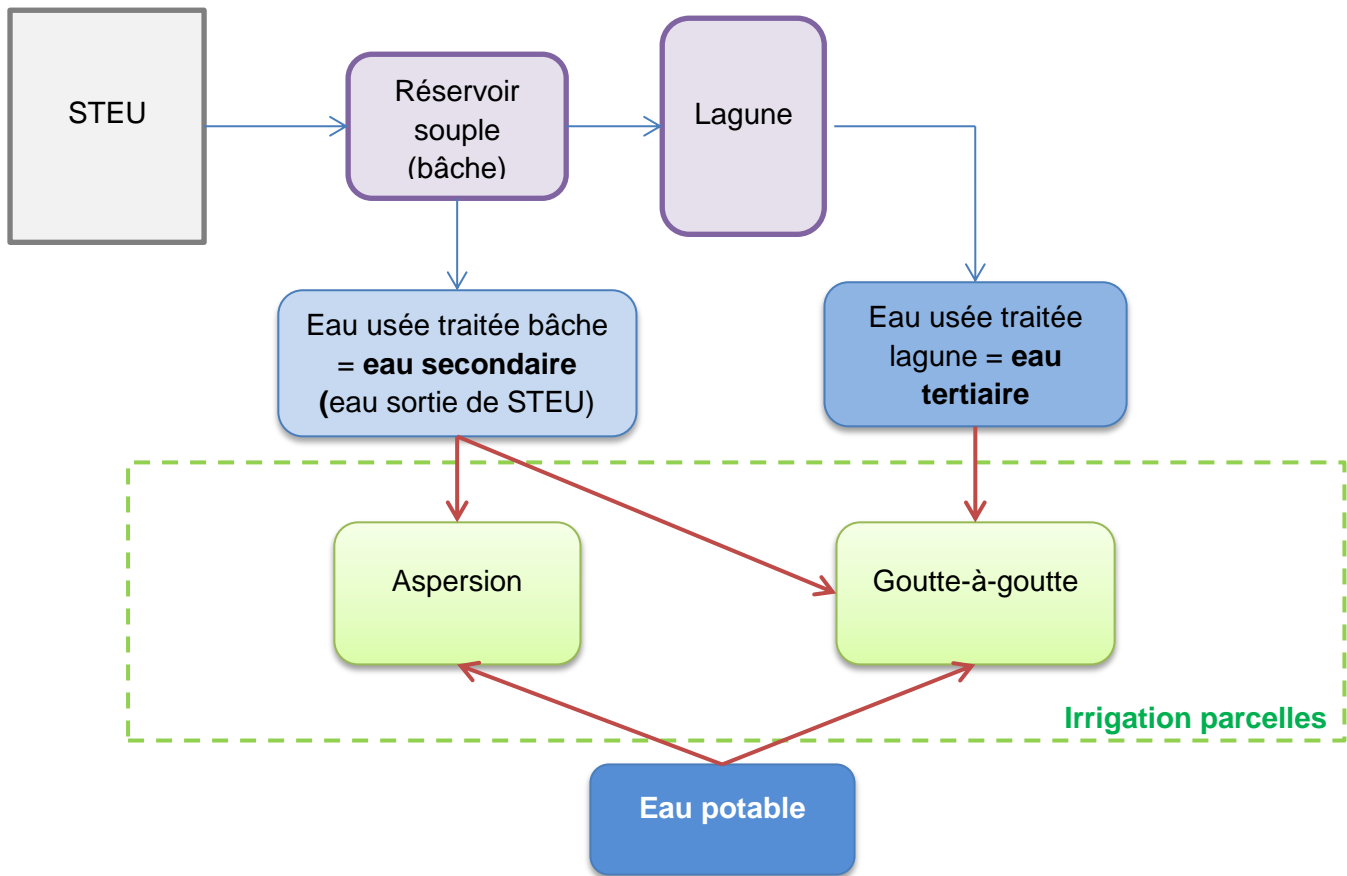 STEU
Réservoir
souple
(bâche)
Lagune
Eau usée traitée bâche
= eau secondaire
(eau sortie de STEU)
Eau usée traitée
lagune = eau
tertiaire
Aspersion
Goutte-à-goutte
Irrigation parcelles
Eau potable